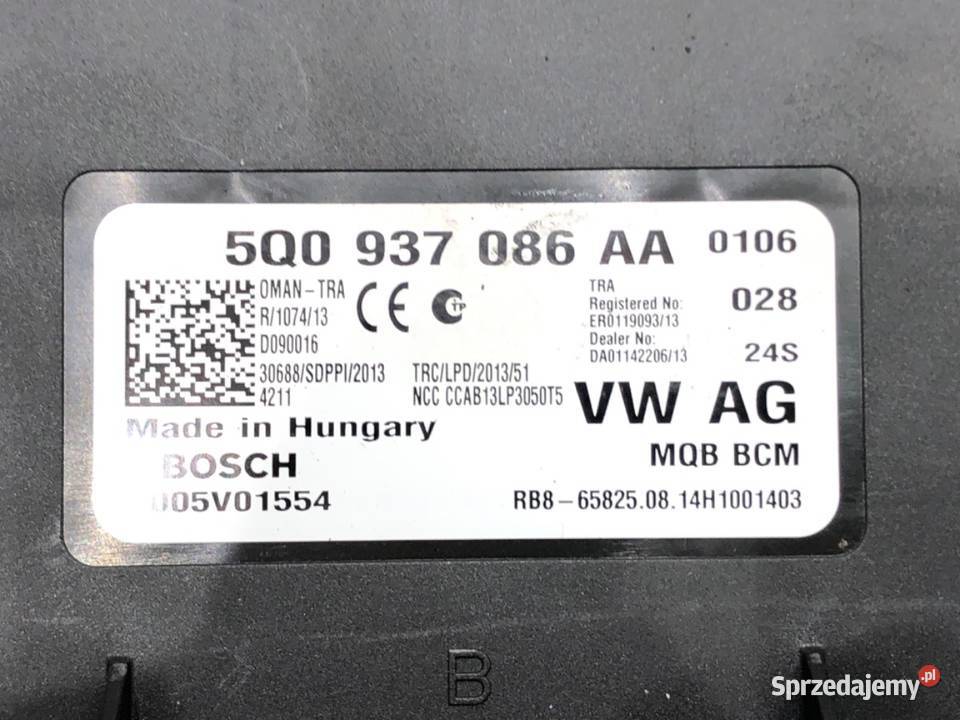 5Q0 937 086 AA 0106
OMAN-TRA
R/1074/13
D090016
30688/SDPPI/2013
4211
CE
TP
TRC/LPD/2013/51
NCC CCAB13LP3050T5
TRA
Registered No:
ER0119093/13
Dealer No:
DA01142206/13
028
24S
VW AG
MQB BCM
Made in Hungary
BOSCH
005V01554
RB8-65825.08.14H1001403
B
Sprzedajemy.pl